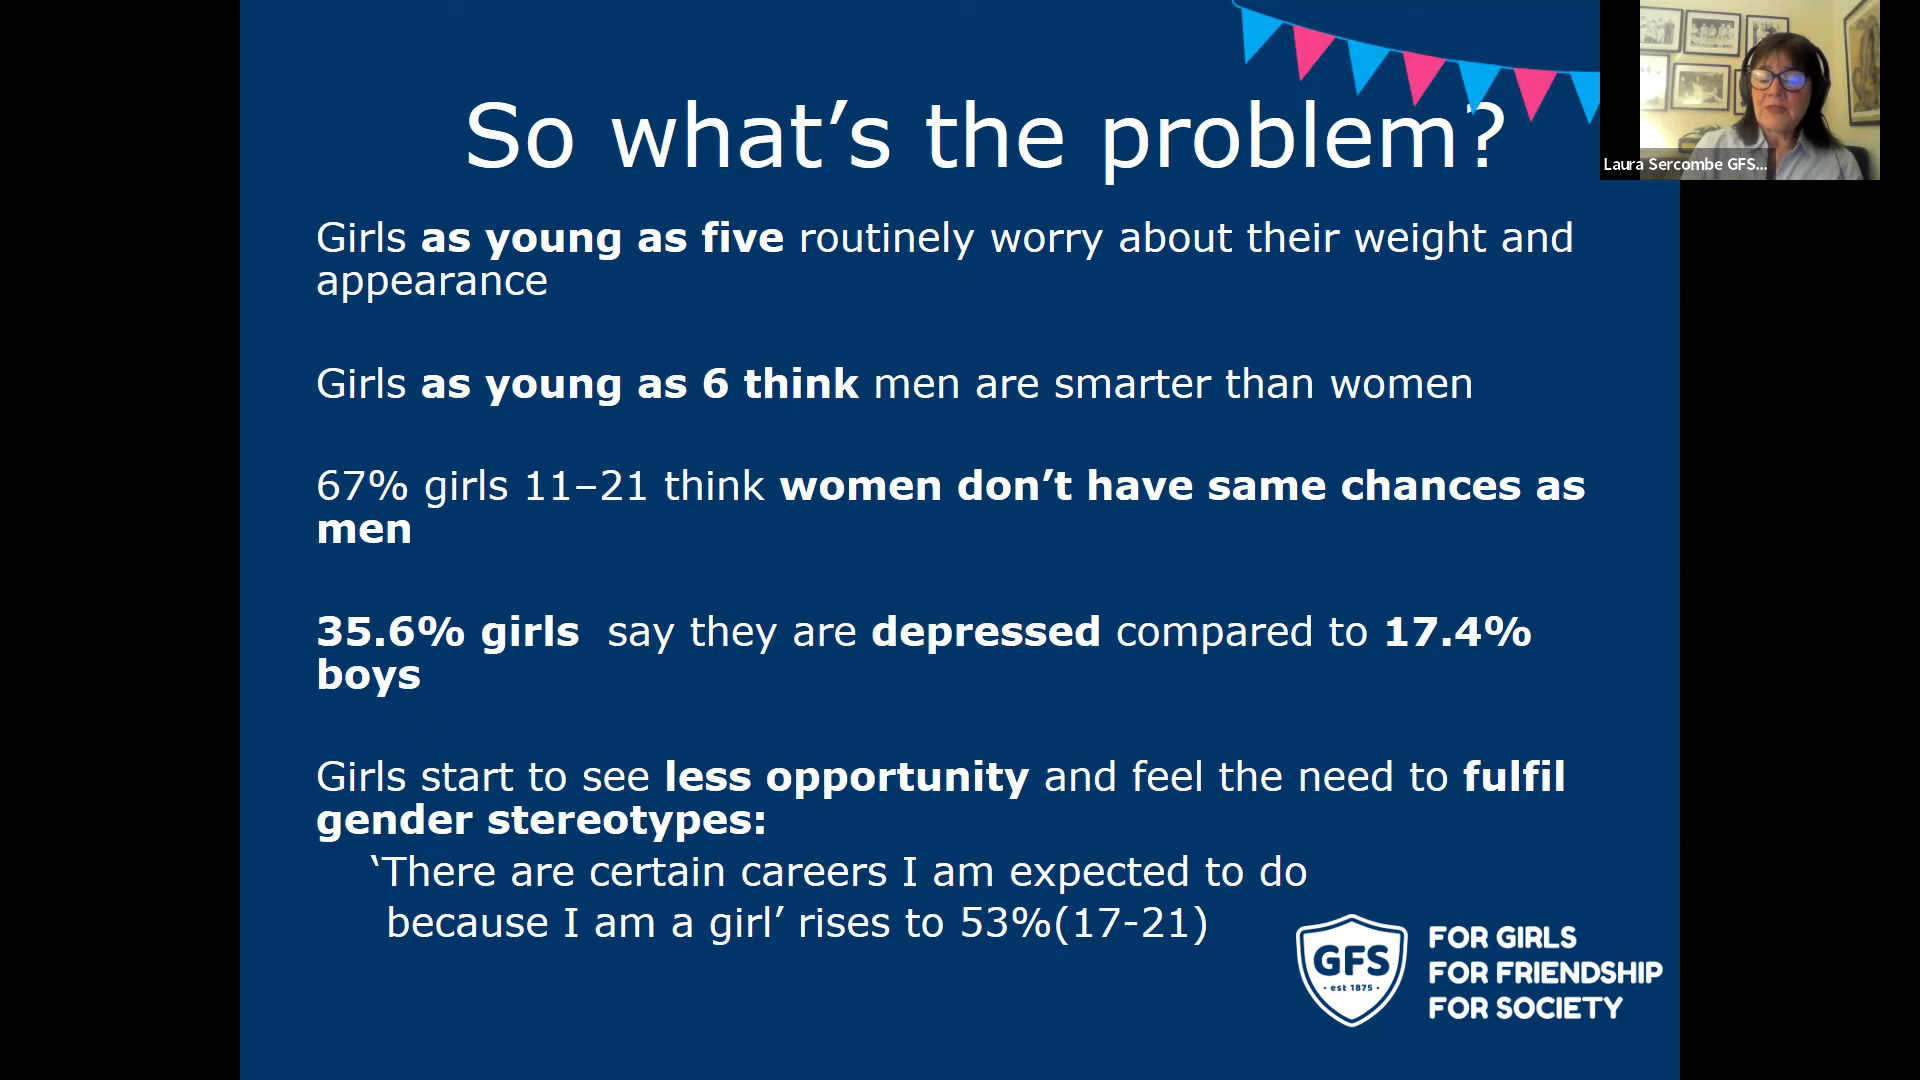 So what’s the problem?
Laura Sercombe GFS...
Girls as young as five routinely worry about their weight and
appearance
Girls as young as 6 think men are smarter than women
67% girls 11–21 think women don’t have same chances as
men
35.6% girls  say they are depressed compared to 17.4%
boys
Girls start to see less opportunity and feel the need to fulfil
gender stereotypes:
‘There are certain careers I am expected to do
because I am a girl’ rises to 53%(17-21)
GFS
• est 1875 •
FOR GIRLS
FOR FRIENDSHIP
FOR SOCIETY